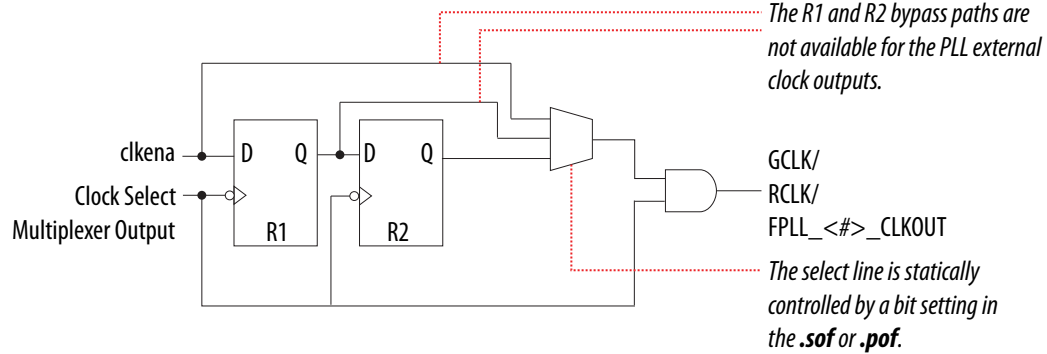 The R1 and R2 bypass paths are
not available for the PLL external
clock outputs.
clkena
D Q D Q
Clock Select
Multiplexer Output
R1 R2
GCLK/
RCLK/
FPLL_<#>_CLKOUT
The select line is statically
controlled by a bit setting in
the .sof or .pof.